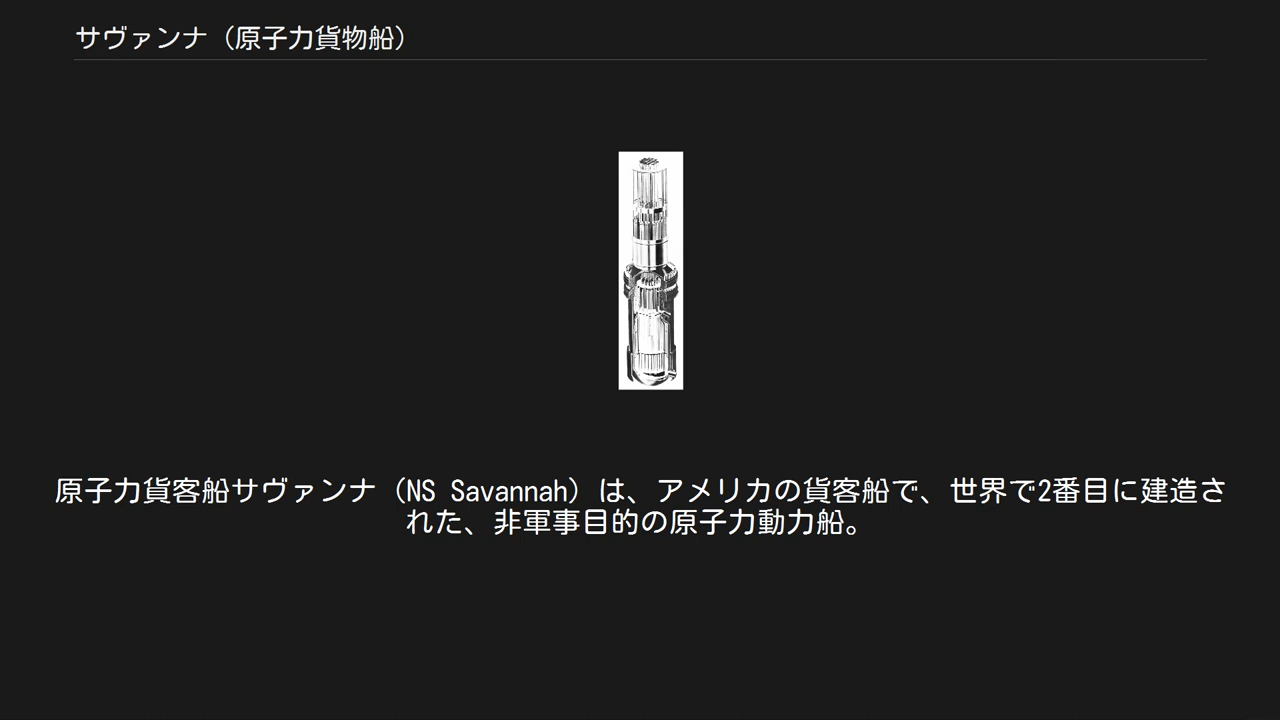 サヴァンナ（原子力貨物船）
原子力貨客船サヴァンナ（NS Savannah）は、アメリカの貨客船で、世界で2番目に建造さ
れた、非軍事目的の原子力動力船。